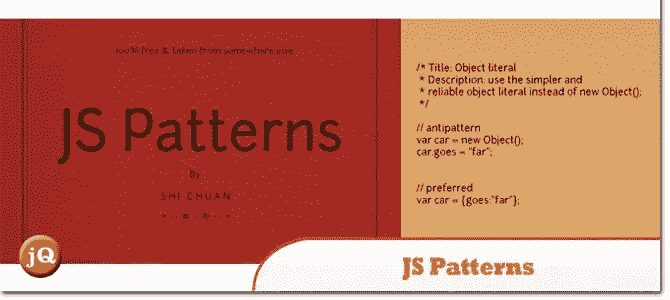 100% free & taken from somewhere else
JS Patterns
by
SHI CHUAN
/* Title: Object literal
* Description: use the simpler and
* reliable object literal instead of new Object();
*/
// antipattern
var car = new Object();
car.goes = "far";
// preferred
var car = {goes:"far"};
jQ
JS Patterns